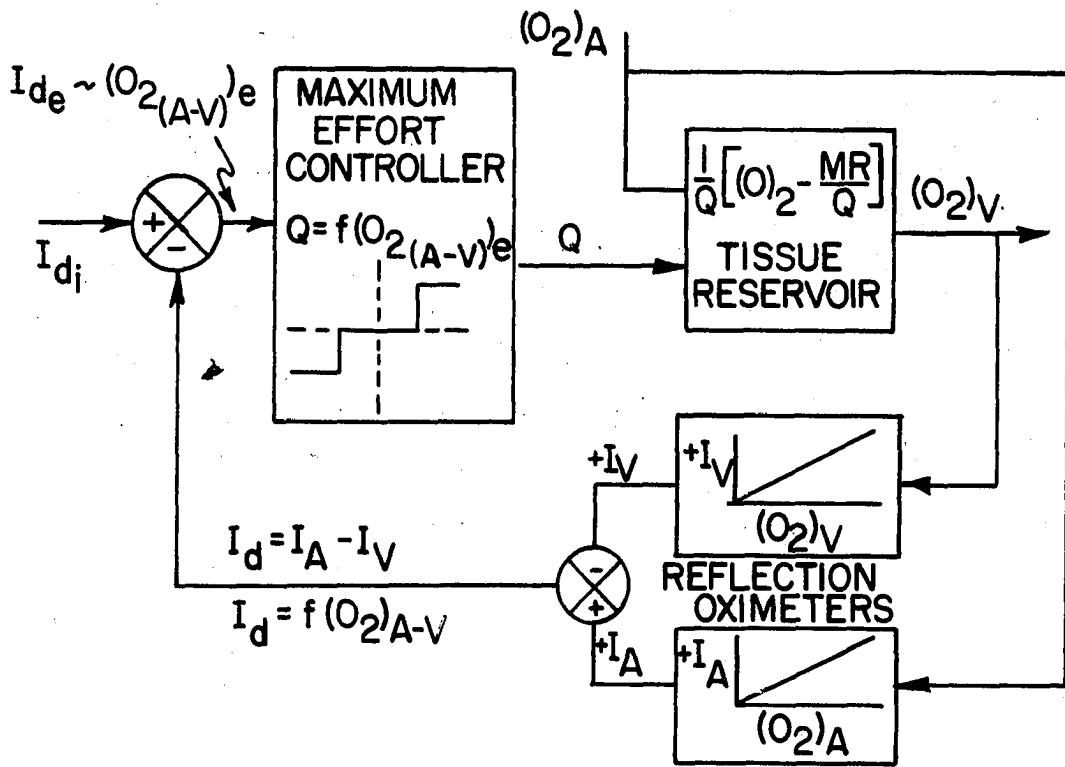 (O2)A
Ide ~ (O2(A-V))e
MAXIMUM
EFFORT
CONTROLLER
Q = f(O2(A-V))e
+
-
Idi
Q
1/Q [(O)2 - MR/Q]
TISSUE
RESERVOIR
(O2)V
+IV
+IV
(O2)V
Id = IA - IV
Id = f(O2)A-V
-
+
REFLECTION
OXIMETERS
+IA
+IA
(O2)A